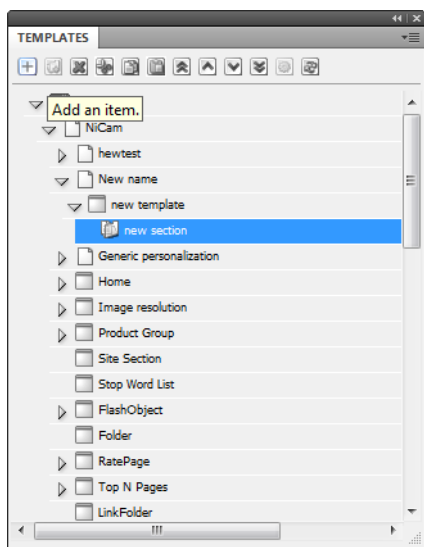 TEMPLATES
Add an item.
NiCam
hewtest
New name
new template
new section
Generic personalization
Home
Image resolution
Product Group
Site Section
Stop Word List
FlashObject
Folder
RatePage
Top N Pages
LinkFolder